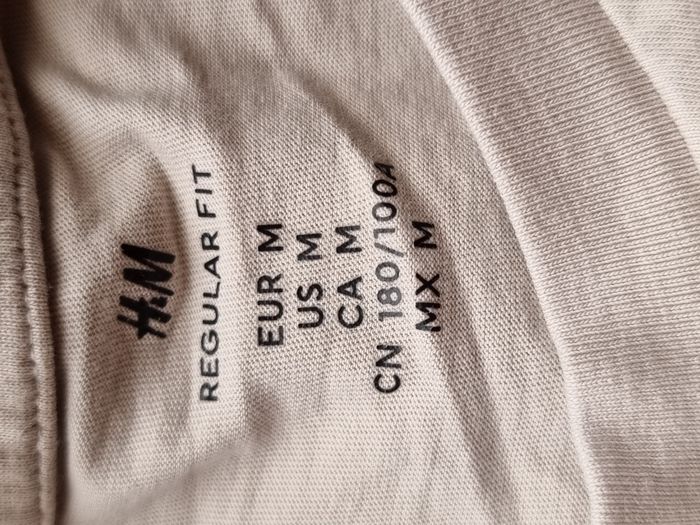 H&M
REGULAR FIT
EUR M
US M
CA M
CN 180/100A
MX M